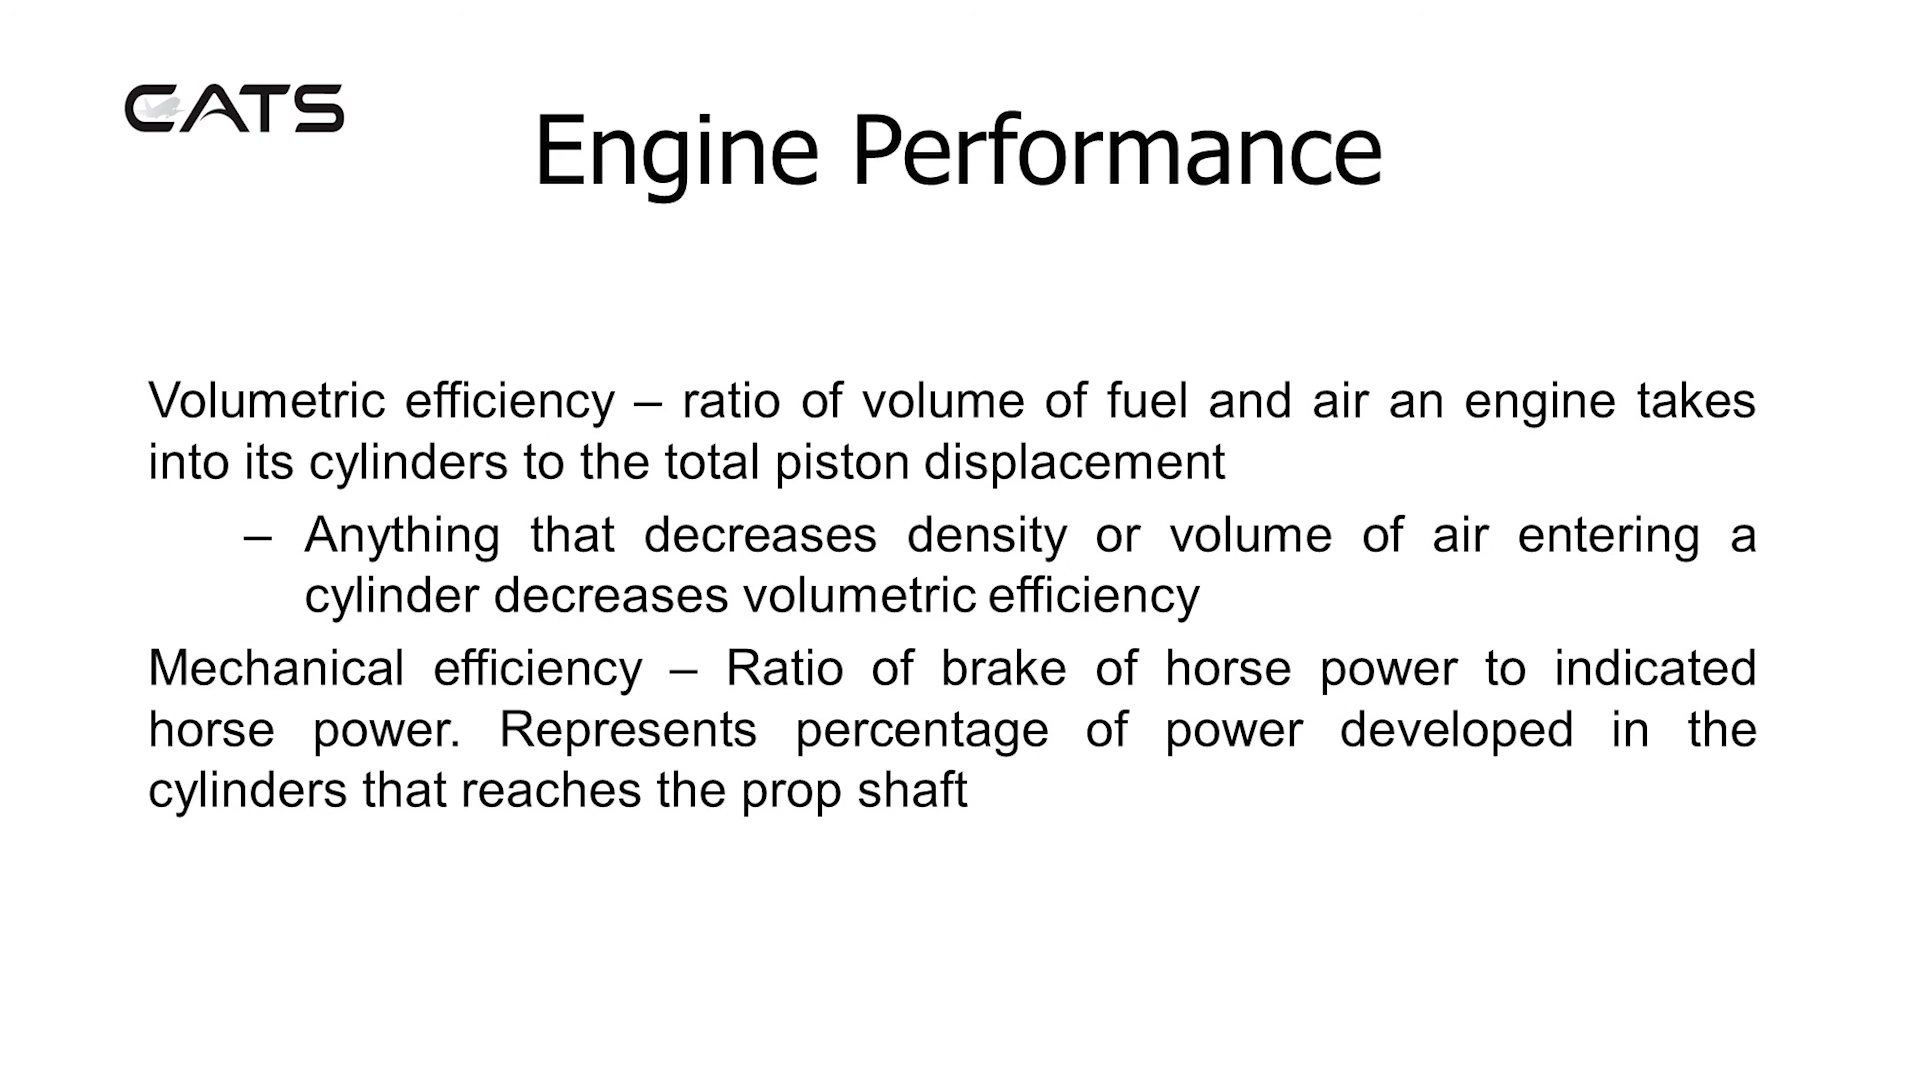 CATS
Engine Performance
Volumetric efficiency – ratio of volume of fuel and air an engine takes
into its cylinders to the total piston displacement
– Anything that decreases density or volume of air entering a
cylinder decreases volumetric efficiency
Mechanical efficiency – Ratio of brake of horse power to indicated
horse power. Represents percentage of power developed in the
cylinders that reaches the prop shaft